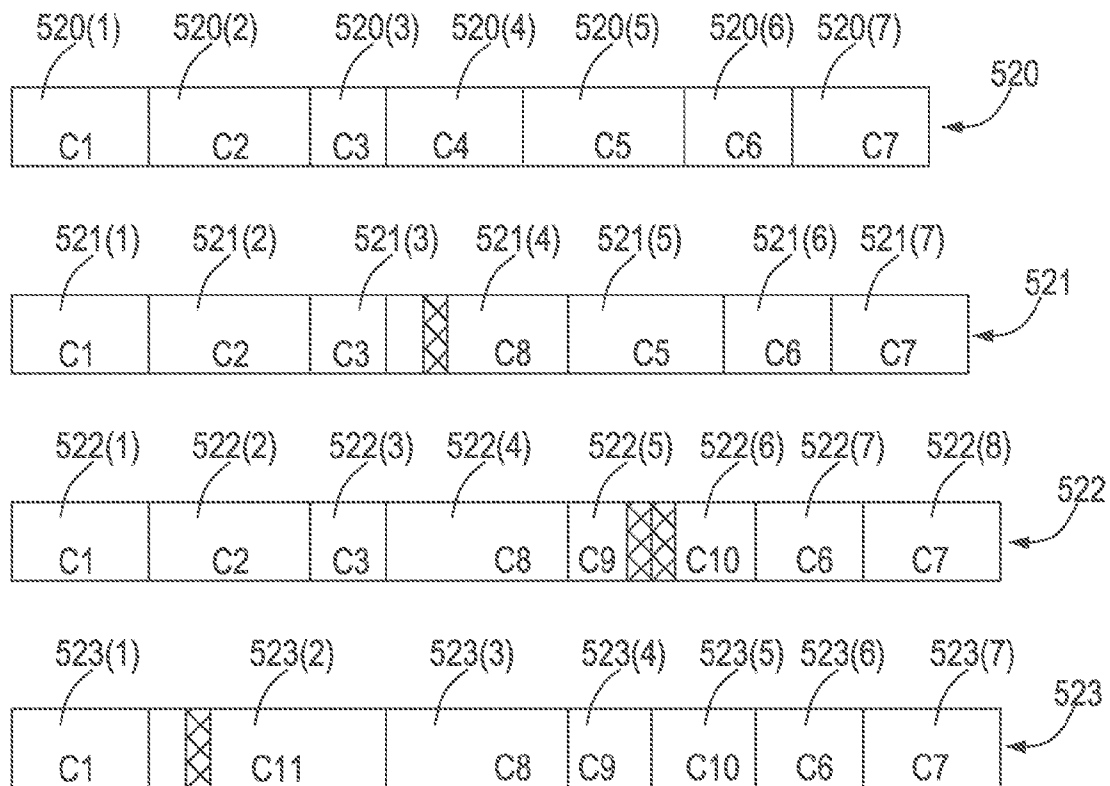 520(1) 520(2) 520(3) 520(4) 520(5) 520(6) 520(7)
520
C1 C2 C3 C4 C5 C6 C7
521(1) 521(2) 521(3) 521(4) 521(5) 521(6) 521(7)
521
C1 C2 C3 C8 C5 C6 C7
522(1) 522(2) 522(3) 522(4) 522(5) 522(6) 522(7) 522(8)
522
C1 C2 C3 C8 C9 C10 C6 C7
523(1) 523(2) 523(3) 523(4) 523(5) 523(6) 523(7)
523
C1 C11 C8 C9 C10 C6 C7